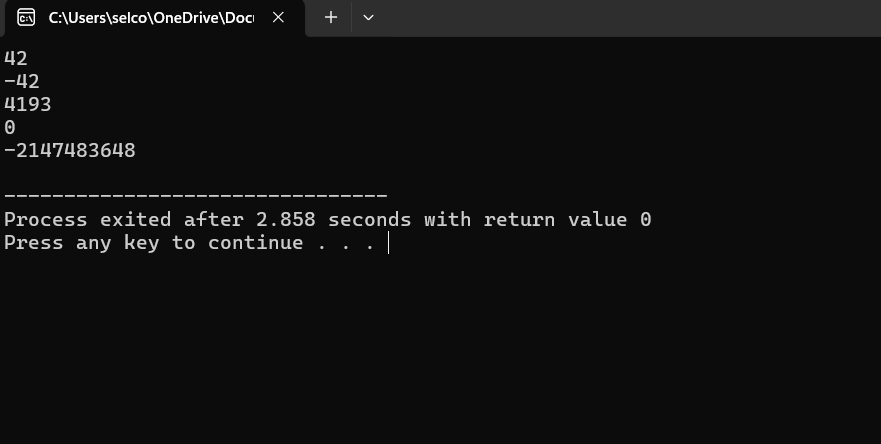 C:\Users\selco\OneDrive\Docu
42
-42
4193
0
-2147483648
--------------------------------
Process exited after 2.858 seconds with return value 0
Press any key to continue . . .